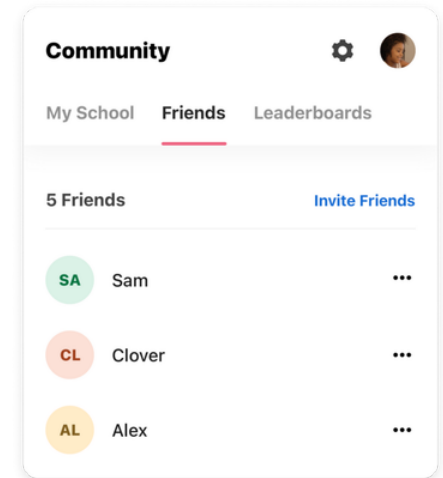 Community
My School Friends Leaderboards
5 Friends Invite Friends
SA Sam
CL Clover
AL Alex